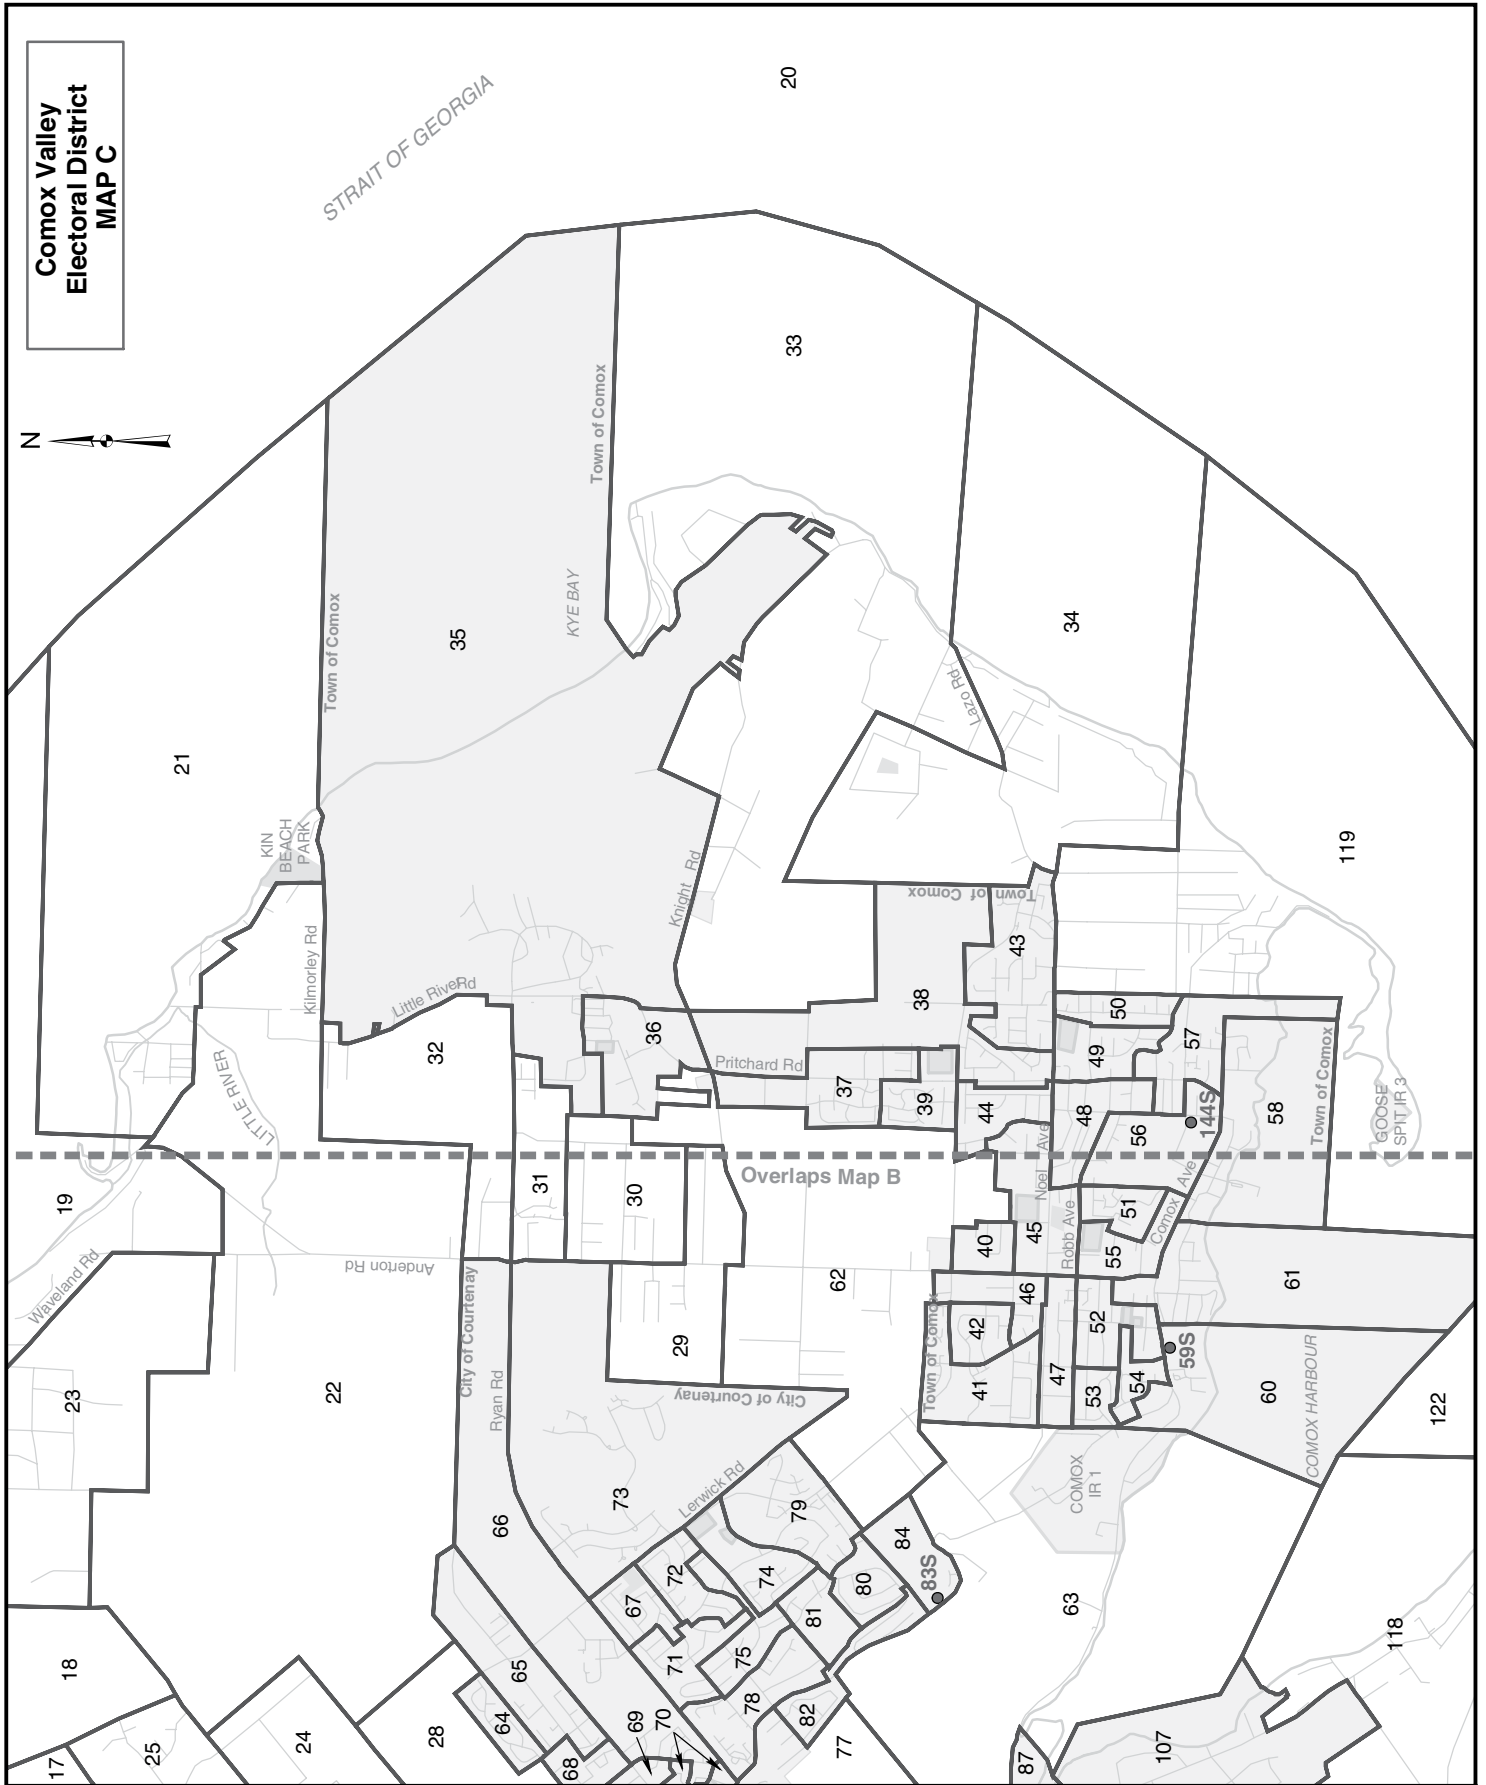 Comox Valley
Electoral District
MAP C
N
STRAIT OF GEORGIA
20
33
34
35
21
119
Town of Comox
Town of Comox
KYE BAY
KIN
BEACH
PARK
Kilmorley Rd
Little River Rd
Knight Rd
Lazo Rd
Town of Comox
LITTLE RIVER
32
36
38
43
50
49
57
Pritchard Rd
37
39
44
48
56
144S
58
Town of Comox
GOOSE
SPIT IR 3
Overlaps Map B
19
31
30
Noel Ave
51
Comox Ave
Waveland Rd
Anderton Rd
40
45
Robb Ave
55
62
61
46
City of Courtenay
Ryan Rd
29
42
Town of Comox
52
59S
41
47
53
54
60
COMOX HARBOUR
122
23
22
City of Courtenay
COMOX
IR 1
66
73
Lerwick Rd
79
84
83S
72
74
80
67
81
63
118
18
65
71
75
78
82
64
69
70
77
107
17
25
24
28
68
87